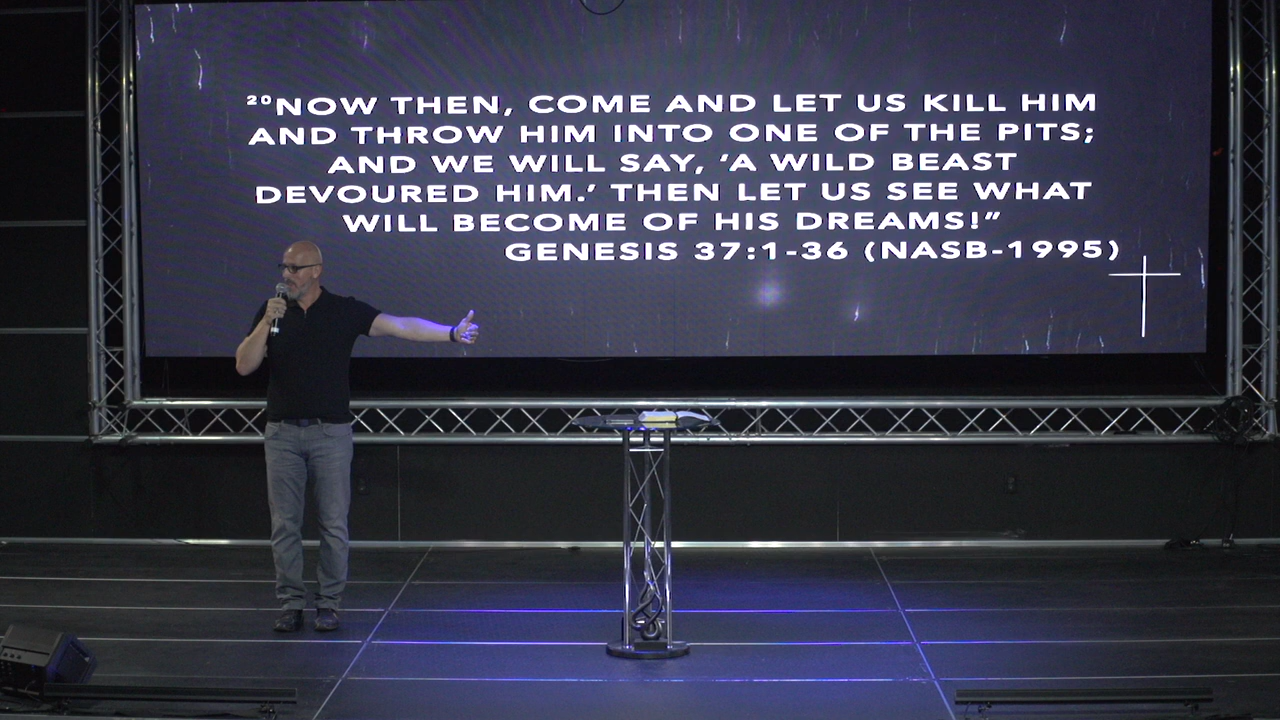 ²⁰NOW THEN, COME AND LET US KILL HIM
AND THROW HIM INTO ONE OF THE PITS;
AND WE WILL SAY, ‘A WILD BEAST
DEVOURED HIM.’ THEN LET US SEE WHAT
WILL BECOME OF HIS DREAMS!”
GENESIS 37:1-36 (NASB-1995)